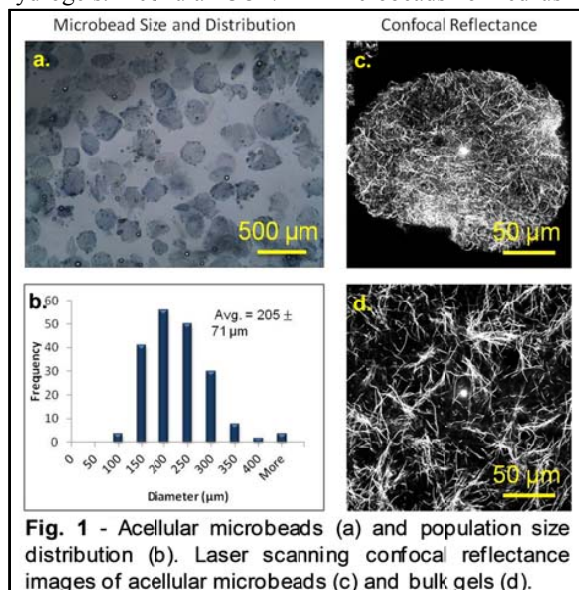 Microbead Size and Distribution
Confocal Reflectance
a.
500 µm
c.
50 µm
b.
60
50
40
30
20
10
0
Frequency
Avg. = 205 ±
71 µm
0 50 100 150 200 250 300 350 400 More
Diameter (µm)
d.
50 µm
Fig. 1 - Acellular microbeads (a) and population size
distribution (b). Laser scanning confocal reflectance
images of acellular microbeads (c) and bulk gels (d).